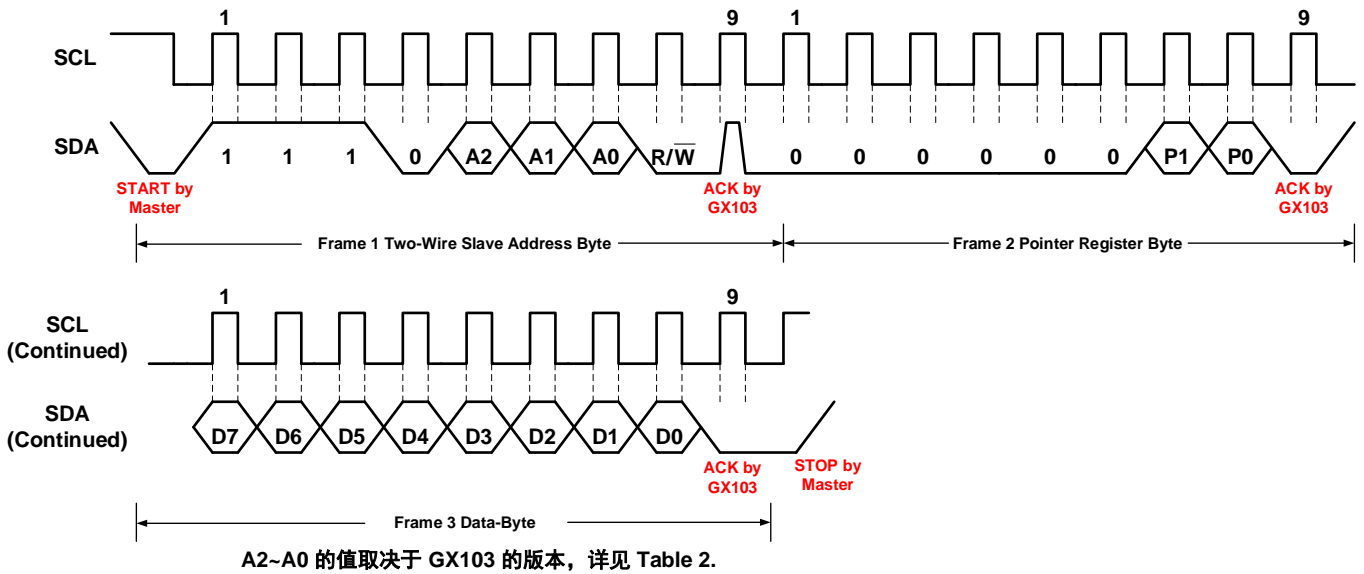 1 9 1 9
SCL
SDA
1 1 1 0 A2 A1 A0 R/W̅ 0 0 0 0 0 0 P1 P0
START by
Master
ACK by
GX103
ACK by
GX103
Frame 1 Two-Wire Slave Address Byte
Frame 2 Pointer Register Byte
1 9
SCL
(Continued)
SDA
(Continued)
D7 D6 D5 D4 D3 D2 D1 D0
ACK by
GX103
STOP by
Master
Frame 3 Data-Byte
A2~A0 的值取决于 GX103 的版本，详见 Table 2.